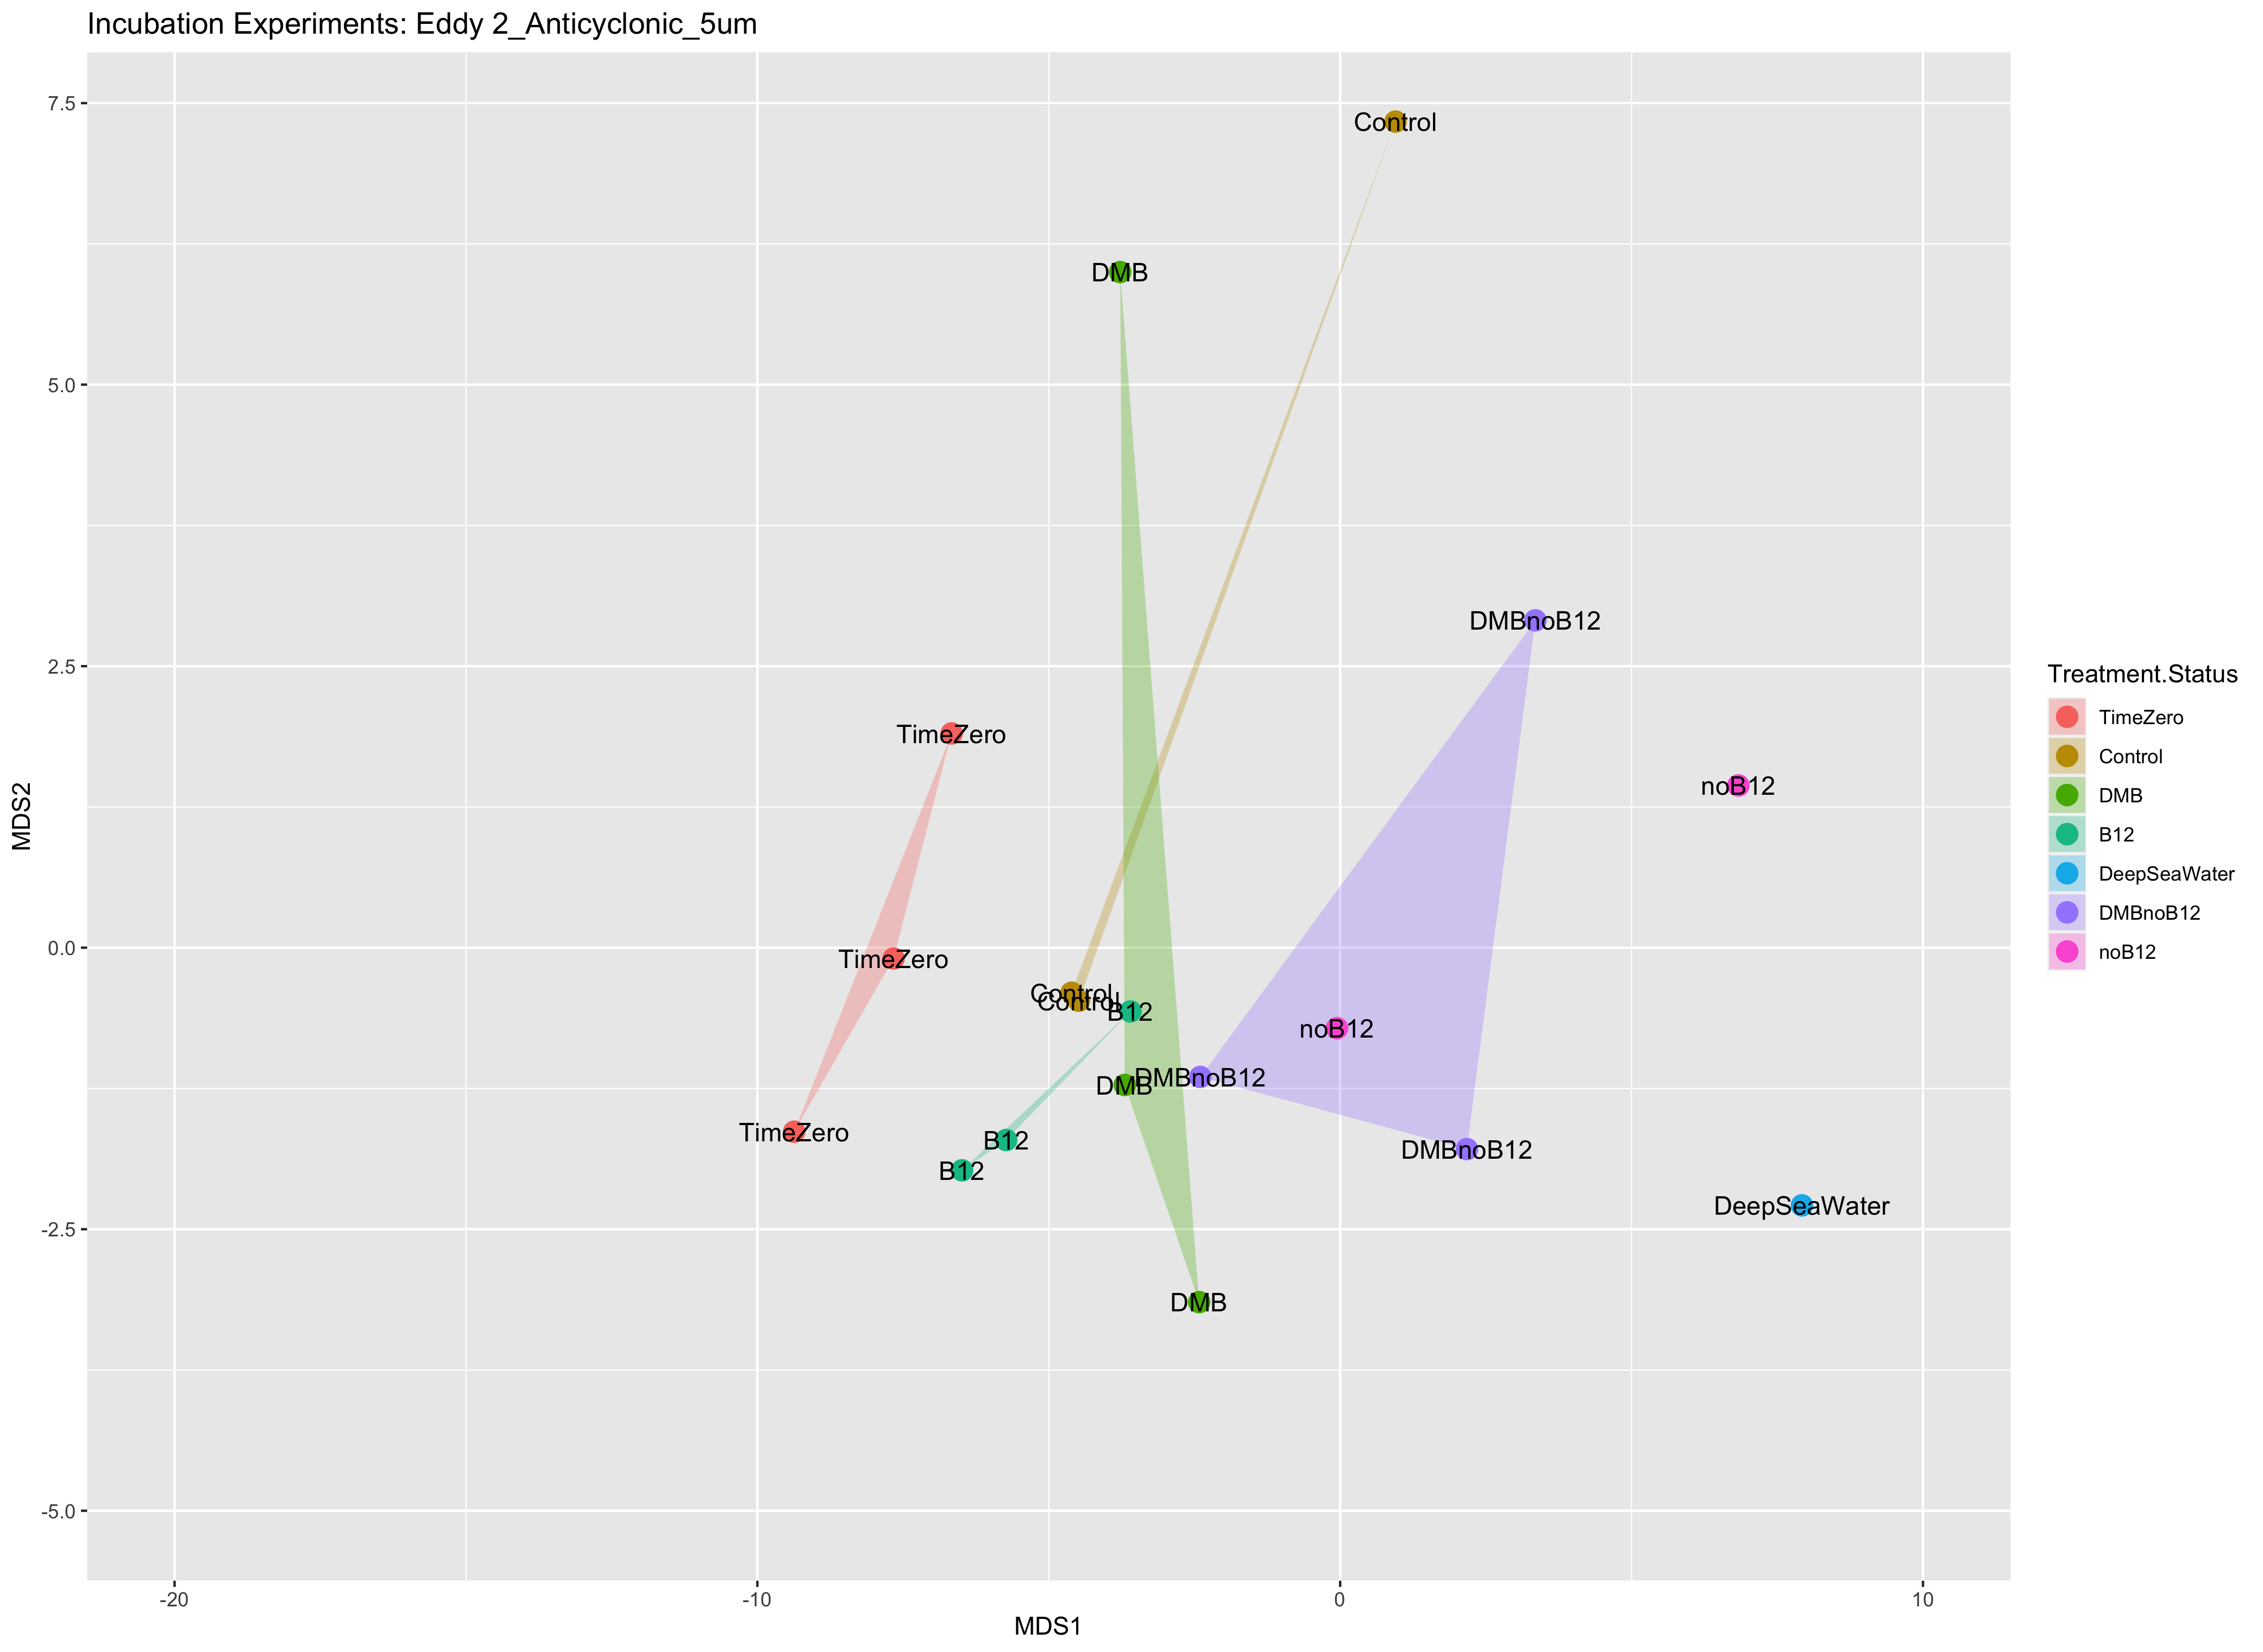 Incubation Experiments: Eddy 2_Anticyclonic_5um
7.5
5.0
2.5
0.0
-2.5
-5.0
MDS2
Control
DMB
DMBnoB12
TimeZero
noB12
TimeZero
Control
Control
B12
noB12
DMB
DMBnoB12
TimeZero
B12
DMBnoB12
B12
DeepSeaWater
DMB
-20
-10
0
10
MDS1
Treatment.Status
TimeZero
Control
DMB
B12
DeepSeaWater
DMBnoB12
noB12